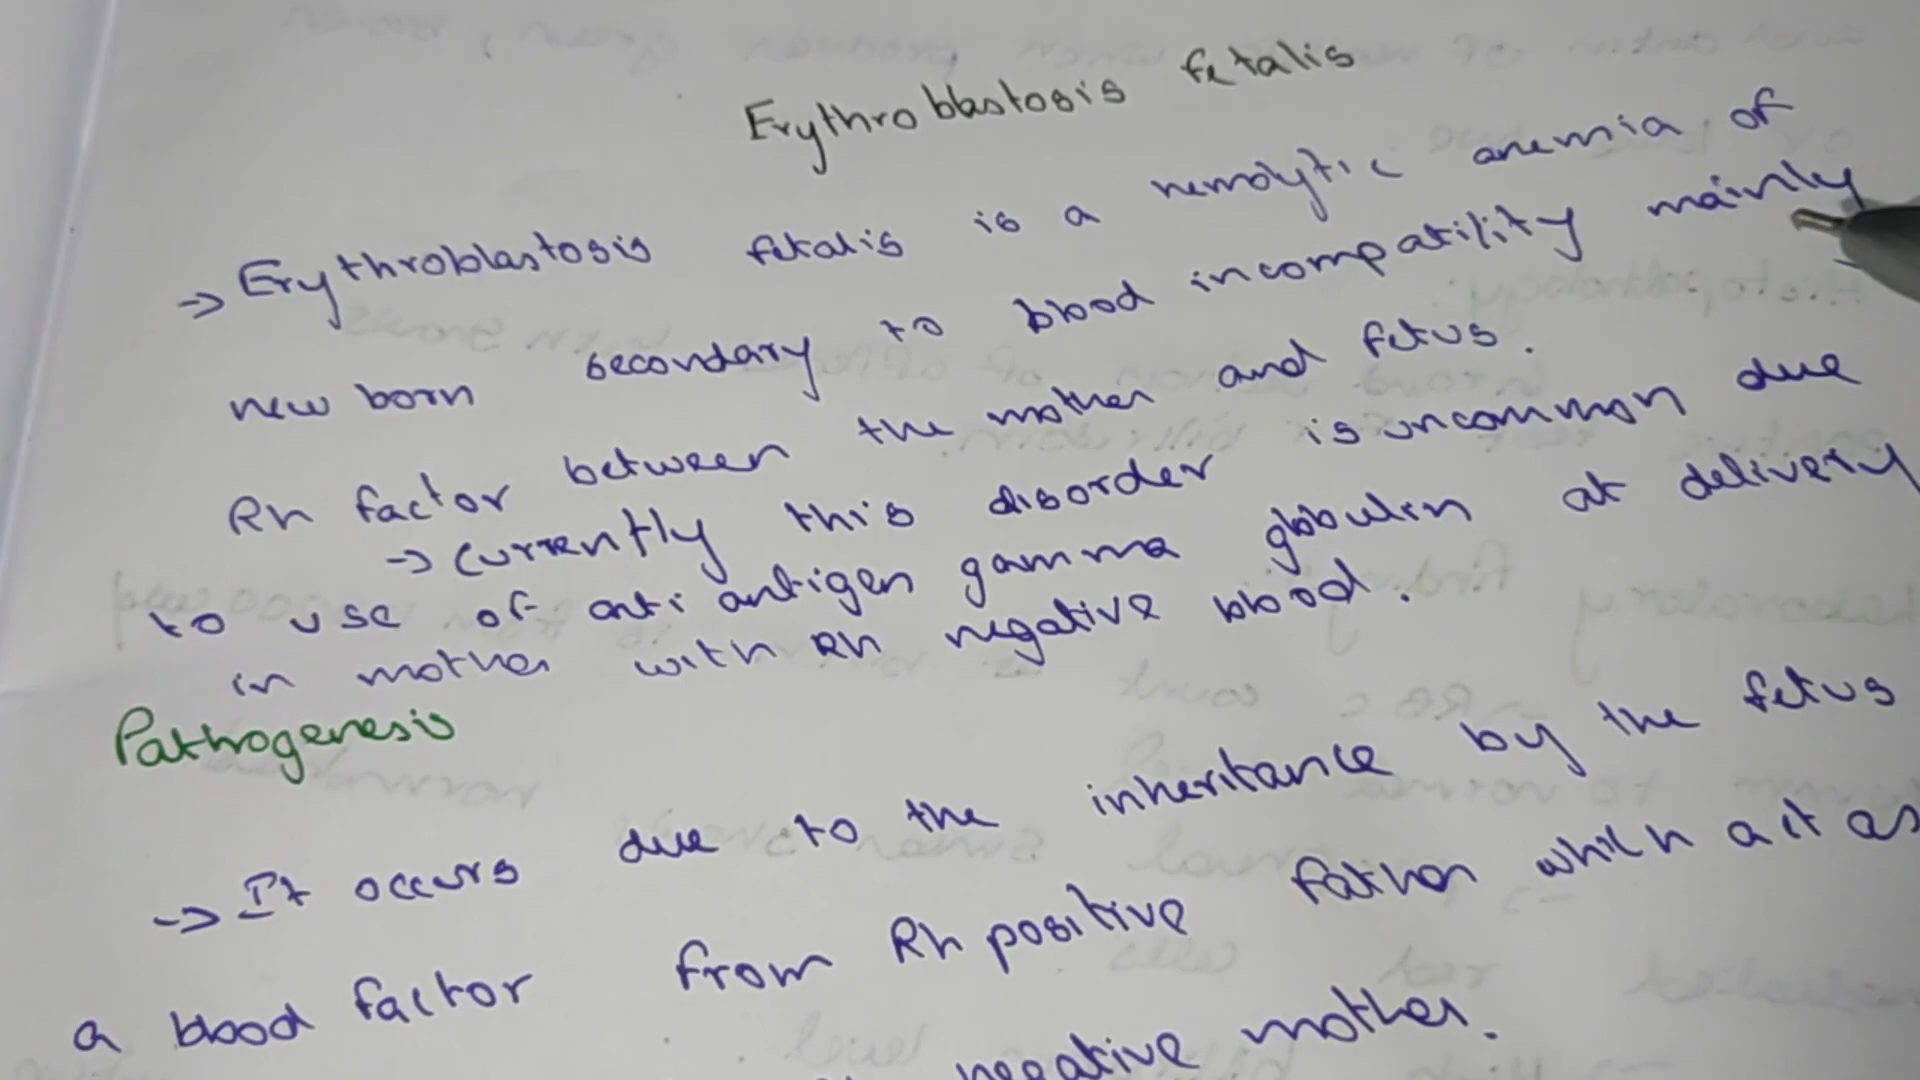 Erythroblastosis fetalis
→ Erythroblastosis fetalis is a hemolytic anemia of
new born secondary to blood incompatility mainly
Rh factor between the mother and fetus.
→ Currently this disorder is uncommon due
to use of anti antigen gamma globulin at delivery
in mother with Rh negative blood.
Pathogenesis
→ It occurs due to the inheritance by the fetus
a blood factor from Rh positive father which act as
negative mother.